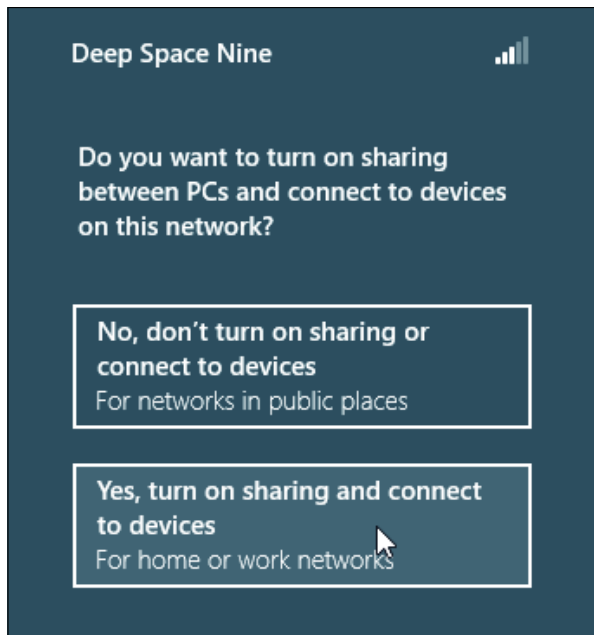 Deep Space Nine
Do you want to turn on sharing
between PCs and connect to devices
on this network?
No, don’t turn on sharing or
connect to devices
For networks in public places
Yes, turn on sharing and connect
to devices
For home or work networks